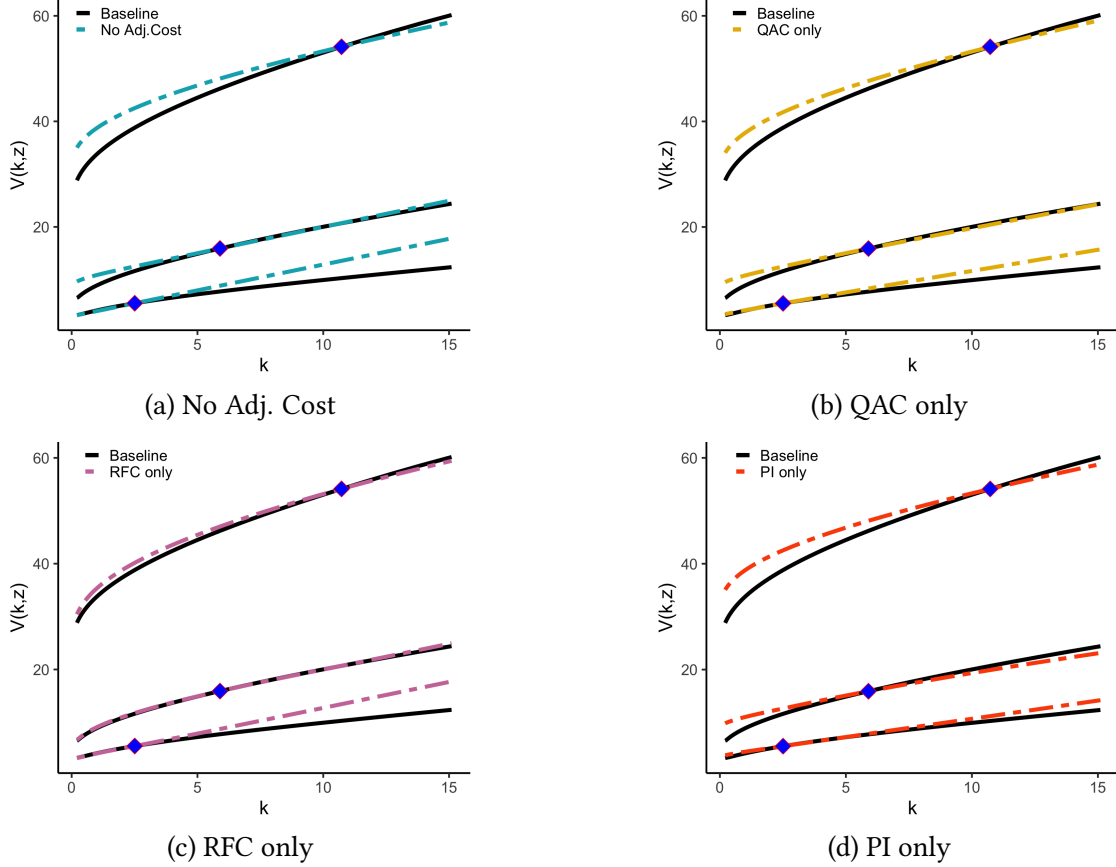 Baseline
No Adj.Cost
60
40
20
V(k,z)
0 5 10 15
k
(a) No Adj. Cost
Baseline
QAC only
60
40
20
V(k,z)
0 5 10 15
k
(b) QAC only
Baseline
RFC only
60
40
20
V(k,z)
0 5 10 15
k
(c) RFC only
Baseline
PI only
60
40
20
V(k,z)
0 5 10 15
k
(d) PI only